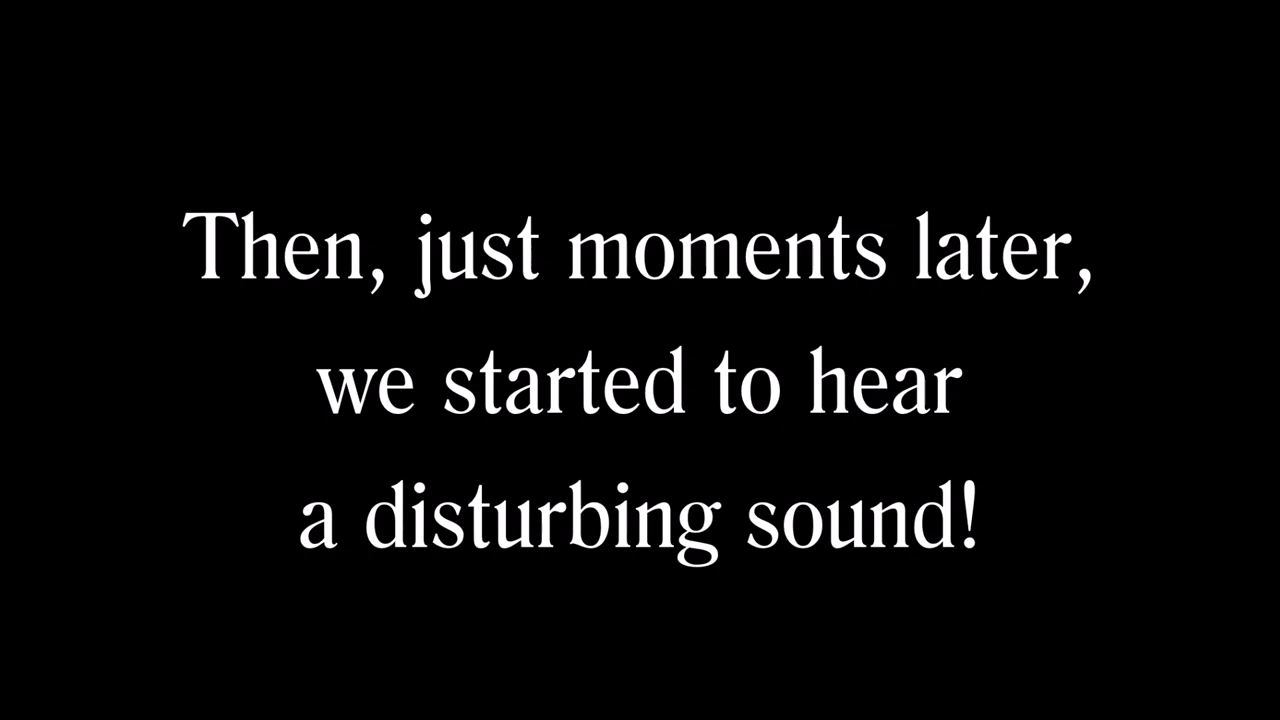 Then, just moments later,
we started to hear
a disturbing sound!